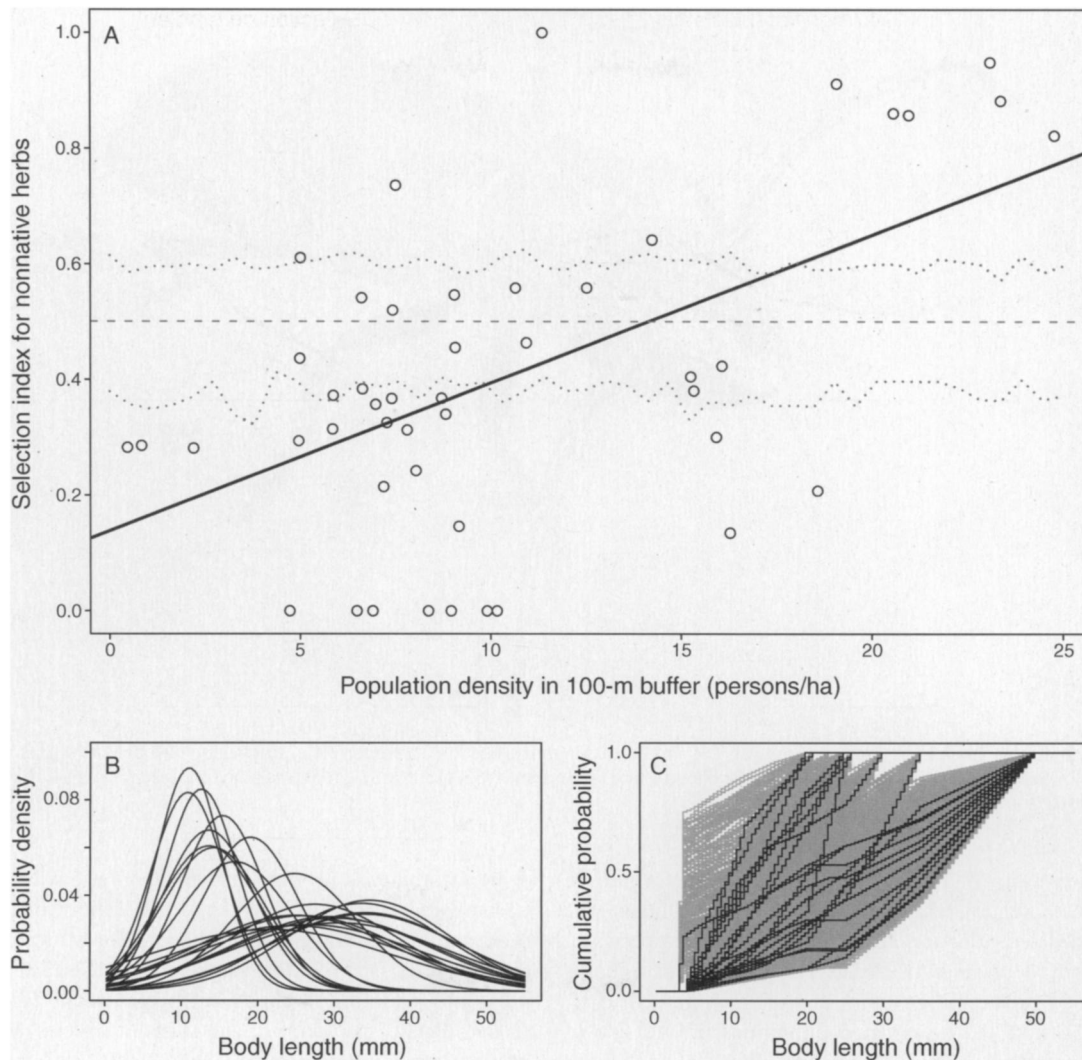 A
Selection index for nonnative herbs
1.0
0.8
0.6
0.4
0.2
0.0
0 5 10 15 20 25
Population density in 100-m buffer (persons/ha)
B
Probability density
0.08
0.04
0.00
0 10 20 30 40 50
Body length (mm)
C
Cumulative probability
1.0
0.5
0.0
0 10 20 30 40 50
Body length (mm)